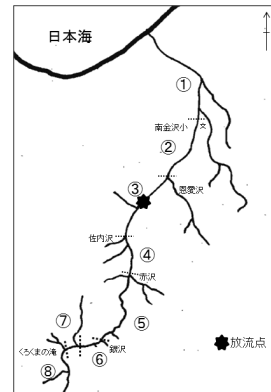 日本海
①
南金沢小
文
②
恩愛沢
③
佐内沢
④
赤沢
⑤
⑦
銀沢
⑥
くろくまの滝
⑧
放流点